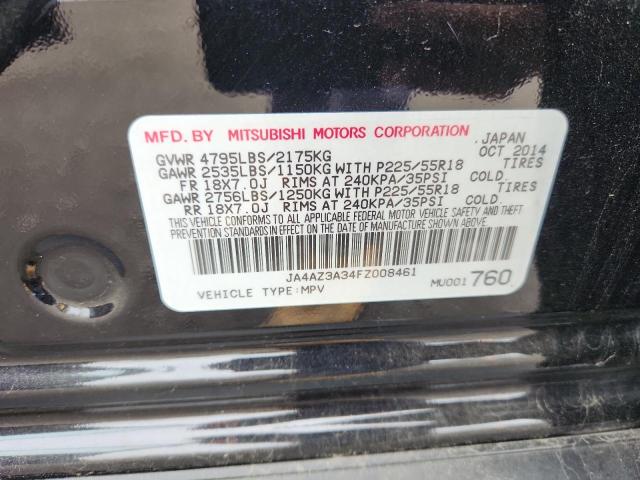 MFD. BY MITSUBISHI MOTORS CORPORATION JAPAN
GVWR 4795LBS/2175KG OCT 2014
GAWR 2535LBS/1150KG WITH P225/55R18 TIRES
FR 18X7.0J RIMS AT 240KPA/35PSI COLD.
GAWR 2756LBS/1250KG WITH P225/55R18 TIRES
RR 18X7.0J RIMS AT 240KPA/35PSI COLD.
THIS VEHICLE CONFORMS TO ALL APPLICABLE FEDERAL MOTOR VEHICLE SAFETY AND THEFT
PREVENTION STANDARDS IN EFFECT ON THE DATE OF MANUFACTURE SHOWN ABOVE.
JA4AZ3A34FZ008461
VEHICLE TYPE:MPV MU001 760